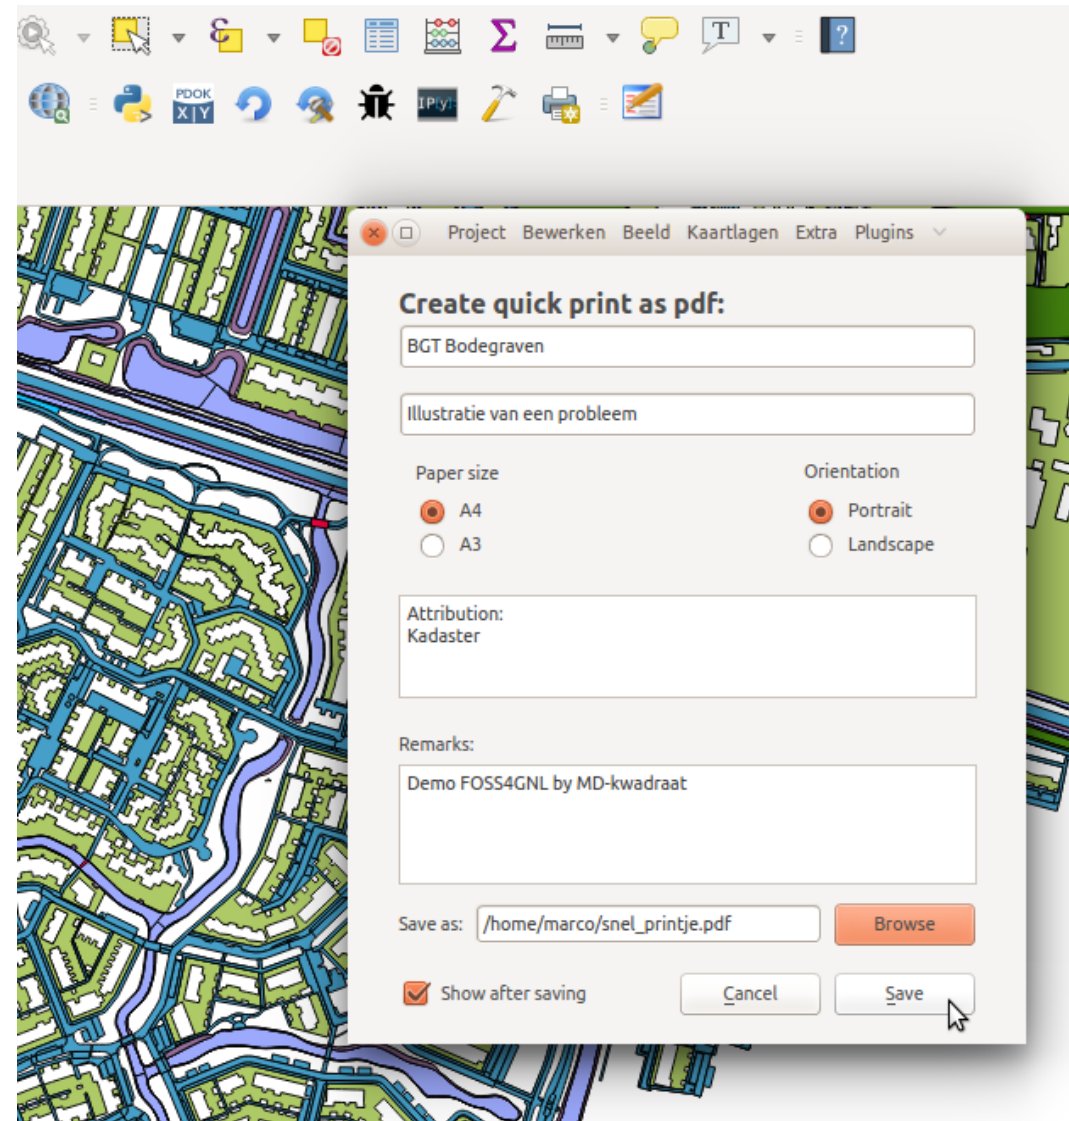 Σ
T
?
PDOK
X|Y
IP[y]:
Project Bewerken Beeld Kaartlagen Extra Plugins
Create quick print as pdf:
BGT Bodegraven
Illustratie van een probleem
Paper size
Orientation
A4
Portrait
A3
Landscape
Attribution:
Kadaster
Remarks:
Demo FOSS4GNL by MD-kwadraat
Save as: /home/marco/snel_printje.pdf Browse
Show after saving Cancel Save